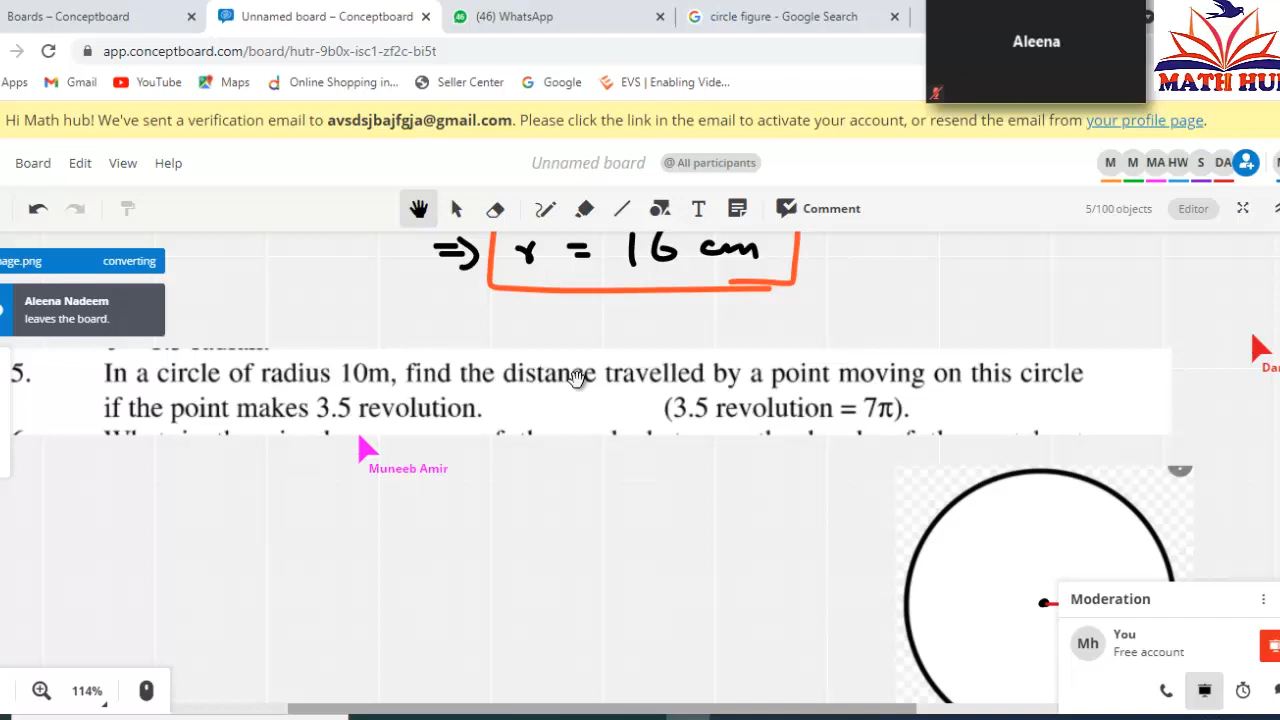 Boards – Conceptboard
Unnamed board – Conceptboard
46
(46) WhatsApp
circle figure - Google Search
Aleena
MATH HUB
app.conceptboard.com/board/hutr-9b0x-isc1-zf2c-bi5t
Apps
Gmail
YouTube
Maps
Online Shopping in...
Seller Center
Google
EVS | Enabling Vide...
Hi Math hub! We've sent a verification email to avsdsjbajfgja@gmail.com. Please click the link in the email to activate your account, or resend the email from your profile page.
Board Edit View Help
Unnamed board
@ All participants
M M MA HW S DA
T
Comment
5/100 objects
Editor
=> r = 16 cm
nage.png converting
Aleena Nadeem
leaves the board.
5. In a circle of radius 10m, find the distance travelled by a point moving on this circle
if the point makes 3.5 revolution. (3.5 revolution = 7π).
Muneeb Amir
Dar
Moderation
Mh
You
Free account
114%